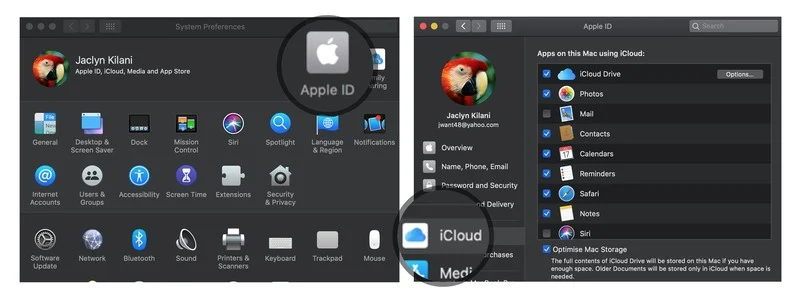 System Preferences
Jaclyn Kilani
Apple ID, iCloud, Media and App Store
Apple ID
General
Desktop &
Screen Saver
Dock
Mission
Control
Siri
Spotlight
Language
& Region
Notifications
Internet
Accounts
Users &
Groups
Accessibility
Screen Time
Extensions
Security
& Privacy
Software
Update
Network
Bluetooth
Sound
Printers &
Scanners
Keyboard
Trackpad
Mouse
Apple ID
Search
Jaclyn Kilani
jwant48@yahoo.com
Overview
Name, Phone, Email
Password and Security
and Delivery
iCloud
Medi
Apps on this Mac using iCloud:
iCloud Drive
Options...
Photos
Mail
Contacts
Calendars
17
Reminders
Safari
Notes
Siri
Optimise Mac Storage
The full contents of iCloud Drive will be stored on this Mac if you have
enough space. Older Documents will be stored only in iCloud when space is
needed.